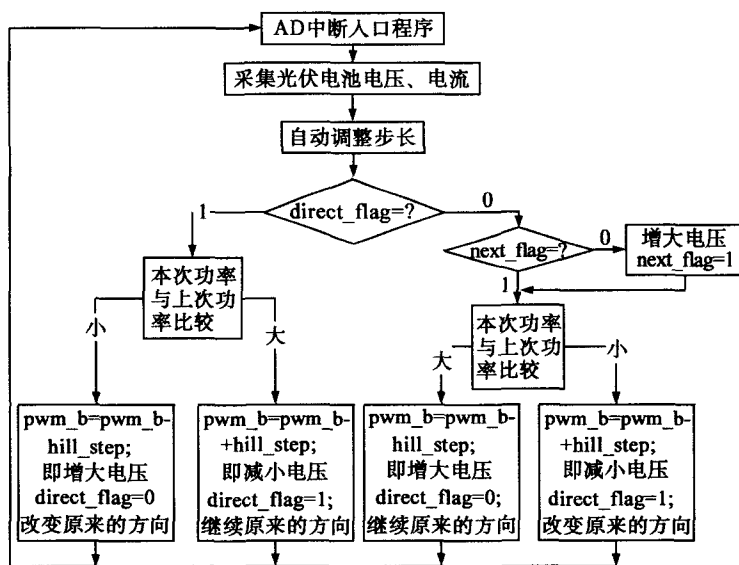 AD中断入口程序
采集光伏电池电压、电流
自动调整步长
direct_flag=?
1
0
next_flag=?
0
1
增大电压
next_flag=1
本次功率
与上次功
率比较
小
大
本次功率
与上次功
率比较
大
小
pwm_b=pwm_b-
hill_step;
即增大电压
direct_flag=0
改变原来的方向
pwm_b=pwm_b-
+hill_step;
即减小电压
direct_flag=1;
继续原来的方向
pwm_b=pwm_b-
hill_step;
即增大电压
direct_flag=0;
继续原来的方向
pwm_b=pwm_b-
+hill_step;
即减小电压
direct_flag=1;
改变原来的方向